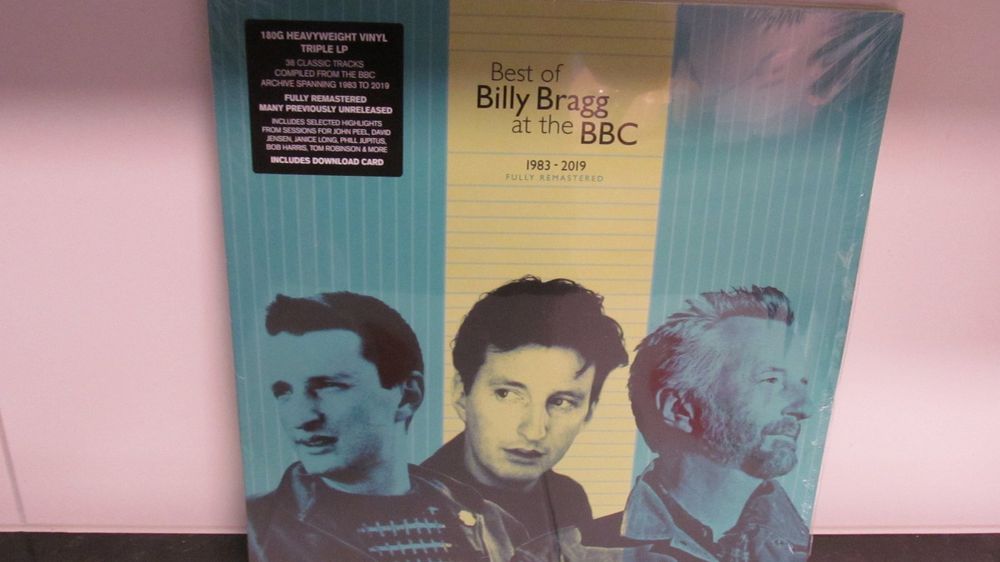 180G HEAVYWEIGHT VINYL
TRIPLE LP
38 CLASSIC TRACKS
COMPILED FROM THE BBC
ARCHIVE SPANNING 1983 TO 2019
FULLY REMASTERED
MANY PREVIOUSLY UNRELEASED
INCLUDES SELECTED HIGHLIGHTS
FROM SESSIONS FOR JOHN PEEL, DAVID
JENSEN, JANICE LONG, PHILL JUPITUS,
BOB HARRIS, TOM ROBINSON & MORE
INCLUDES DOWNLOAD CARD
Best of
Billy Bragg
at the BBC
1983 - 2019
FULLY REMASTERED